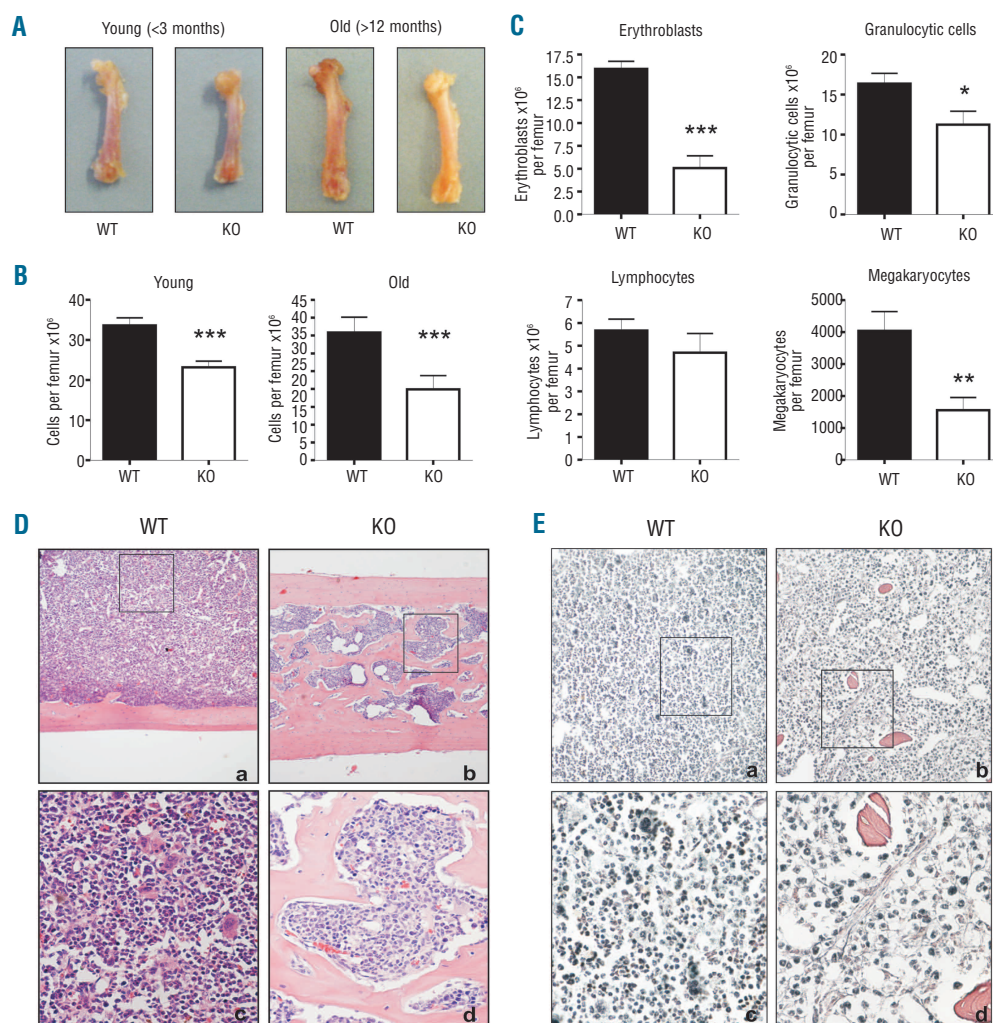 A
Young (<3 months)
Old (>12 months)
WT
KO
WT
KO
B
Young
Cells per femur x10⁶
40
30
20
10
0
***
WT
KO
Old
Cells per femur x10⁶
45
40
35
30
25
20
20
10
5
0
***
WT
KO
C
Erythroblasts
Erythroblasts x10⁶
per femur
17.5
15.0
12.5
10.0
7.5
5.0
2.5
0.0
***
WT
KO
Granulocytic cells
Granulocytic cells x10⁶
per femur
20
15
10
5
0
*
WT
KO
Lymphocytes
Lymphocytes x10⁶
per femur
7
6
5
4
3
2
1
0
WT
KO
Megakaryocytes
Megakaryocytes
per femur
5000
4000
3000
2000
1000
0
**
WT
KO
D
WT
KO
a
b
c
d
E
WT
KO
a
b
c
d